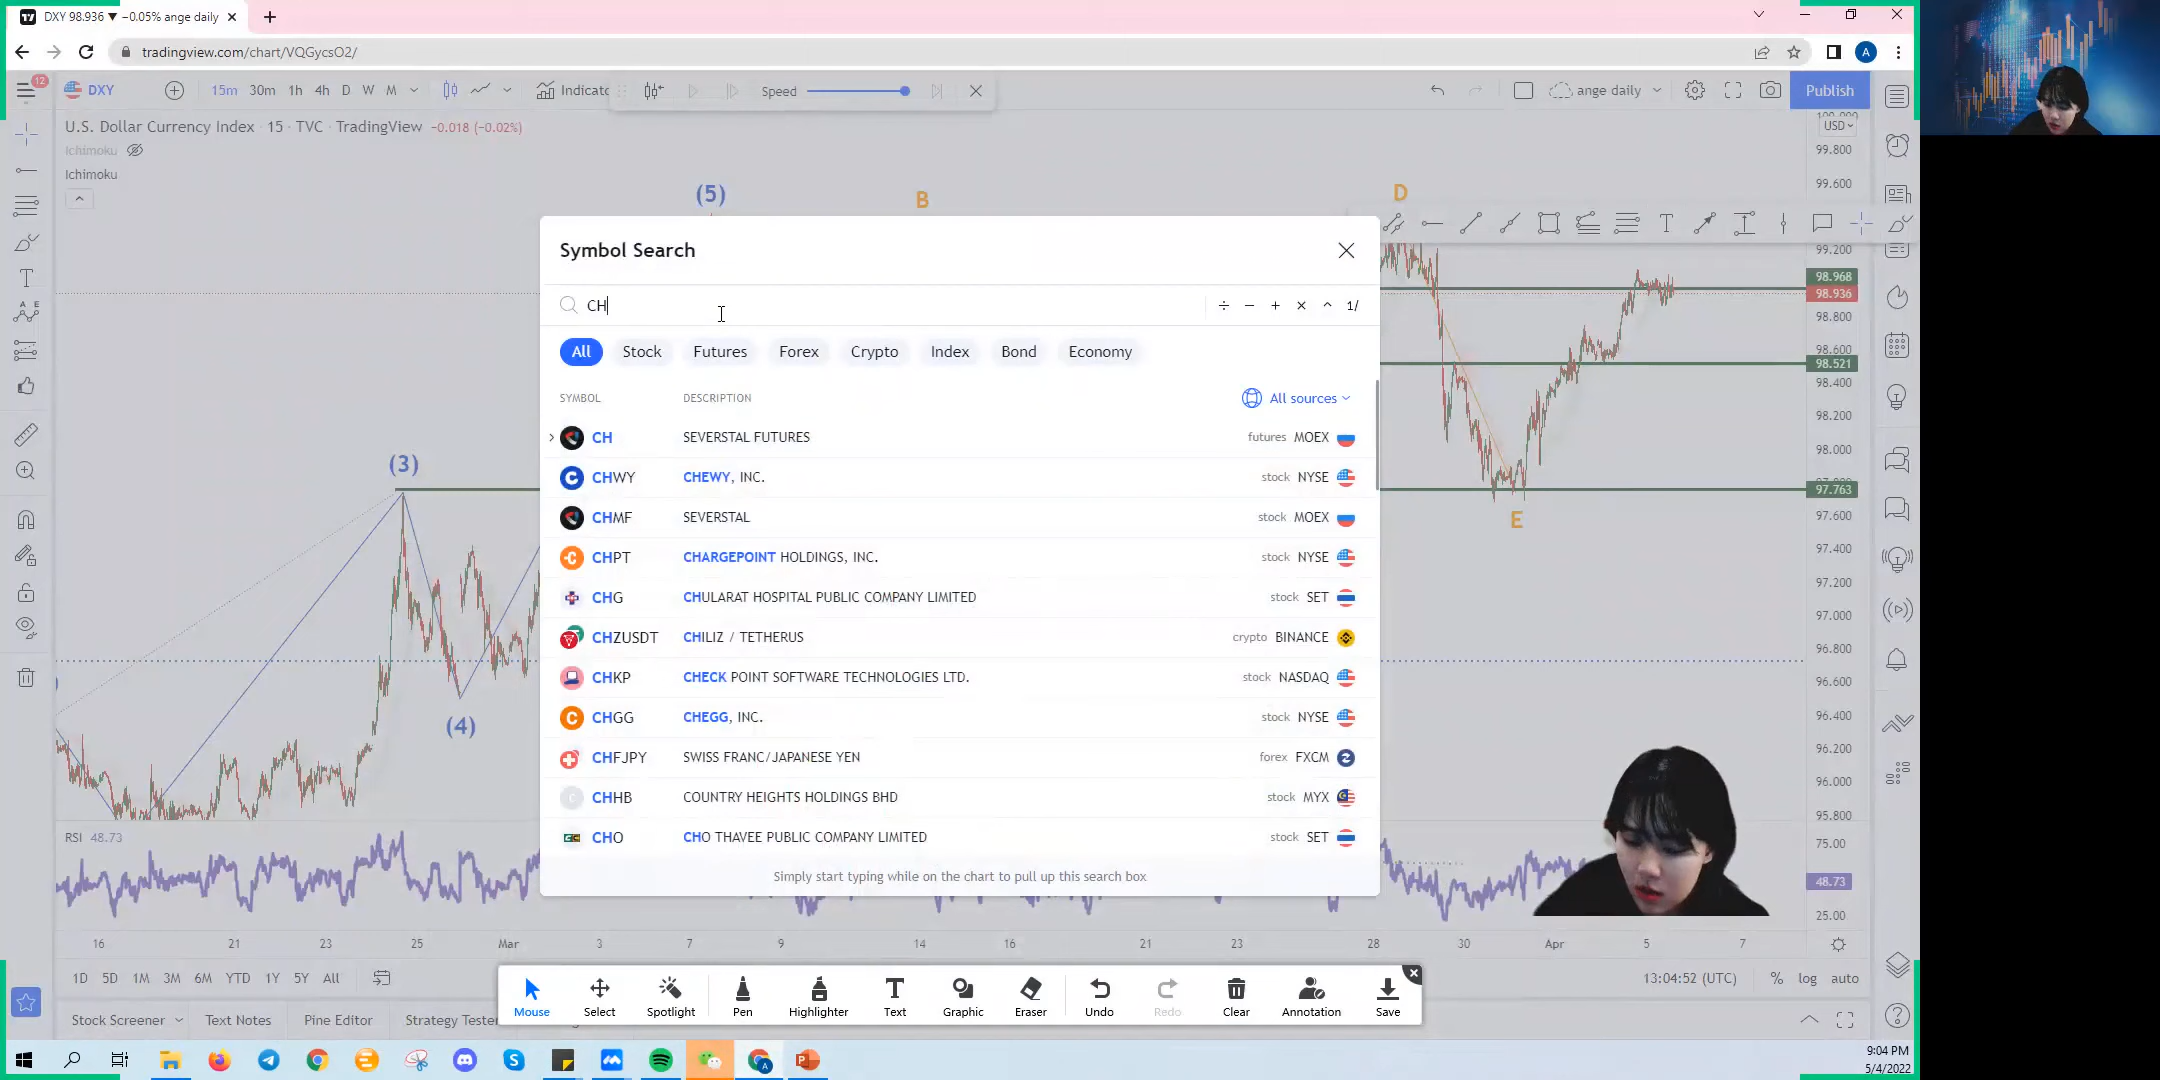 DXY 98.936 ▼ −0.05% ange daily
tradingview.com/chart/VQGycsO2/
A
12
DXY
15m 30m 1h 4h D W M
Speed
ange daily
Publish
U.S. Dollar Currency Index · 15 · TVC · TradingView −0.018 (−0.02%)
Ichimoku
Ichimoku
USD
99.800
99.600
99.200
98.968
98.936
98.800
98.600
98.521
98.400
98.200
98.000
97.763
97.600
97.400
97.200
97.000
96.800
96.600
96.400
96.200
96.000
95.800
(5)
B
D
(3)
(4)
E
Symbol Search
CH
÷ − + × ^ 1/
All Stock Futures Forex Crypto Index Bond Economy
SYMBOL DESCRIPTION All sources
CH SEVERSTAL FUTURES futures MOEX
CHWY CHEWY, INC. stock NYSE
CHMF SEVERSTAL stock MOEX
CHPT CHARGEPOINT HOLDINGS, INC. stock NYSE
CHG CHULARAT HOSPITAL PUBLIC COMPANY LIMITED stock SET
CHZUSDT CHILIZ / TETHERUS crypto BINANCE
CHKP CHECK POINT SOFTWARE TECHNOLOGIES LTD. stock NASDAQ
CHGG CHEGG, INC. stock NYSE
CHFJPY SWISS FRANC/JAPANESE YEN forex FXCM
CHHB COUNTRY HEIGHTS HOLDINGS BHD stock MYX
CHO CHO THAVEE PUBLIC COMPANY LIMITED stock SET
Simply start typing while on the chart to pull up this search box
RSI 48.73
75.00
48.73
25.00
16 21 23 25 Mar 3 7 9 14 16 21 23 28 30 Apr 5 7
1D 5D 1M 3M 6M YTD 1Y 5Y All
13:04:52 (UTC) % log auto
Mouse Select Spotlight Pen Highlighter Text Graphic Eraser Undo Redo Clear Annotation Save
Stock Screener Text Notes Pine Editor
9:04 PM
5/4/2022